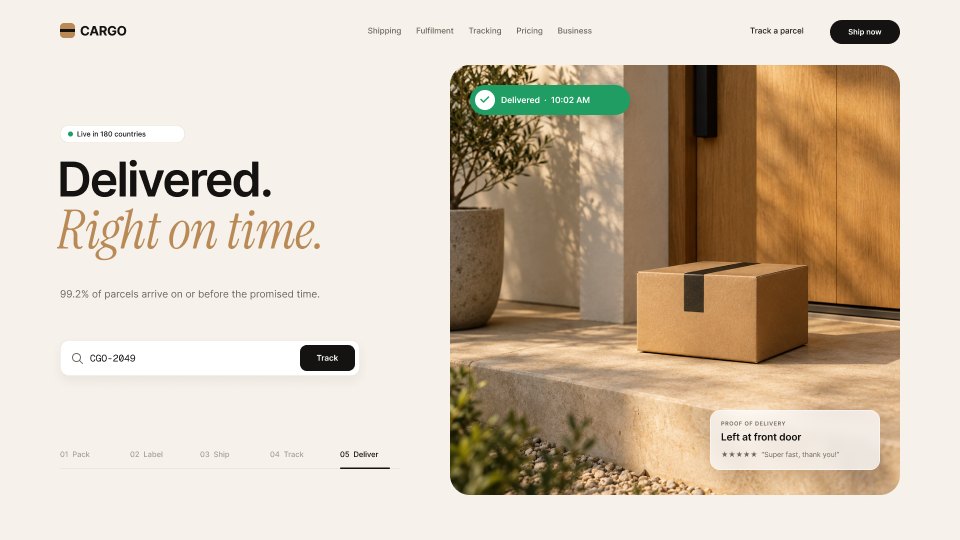 CARGO
Shipping Fulfilment Tracking Pricing Business
Track a parcel
Ship now
Live in 180 countries
Delivered.
Right on time.
99.2% of parcels arrive on or before the promised time.
CGO-2049
Track
01 Pack 02 Label 03 Ship 04 Track 05 Deliver
Delivered · 10:02 AM
PROOF OF DELIVERY
Left at front door
★★★★★ "Super fast, thank you!"